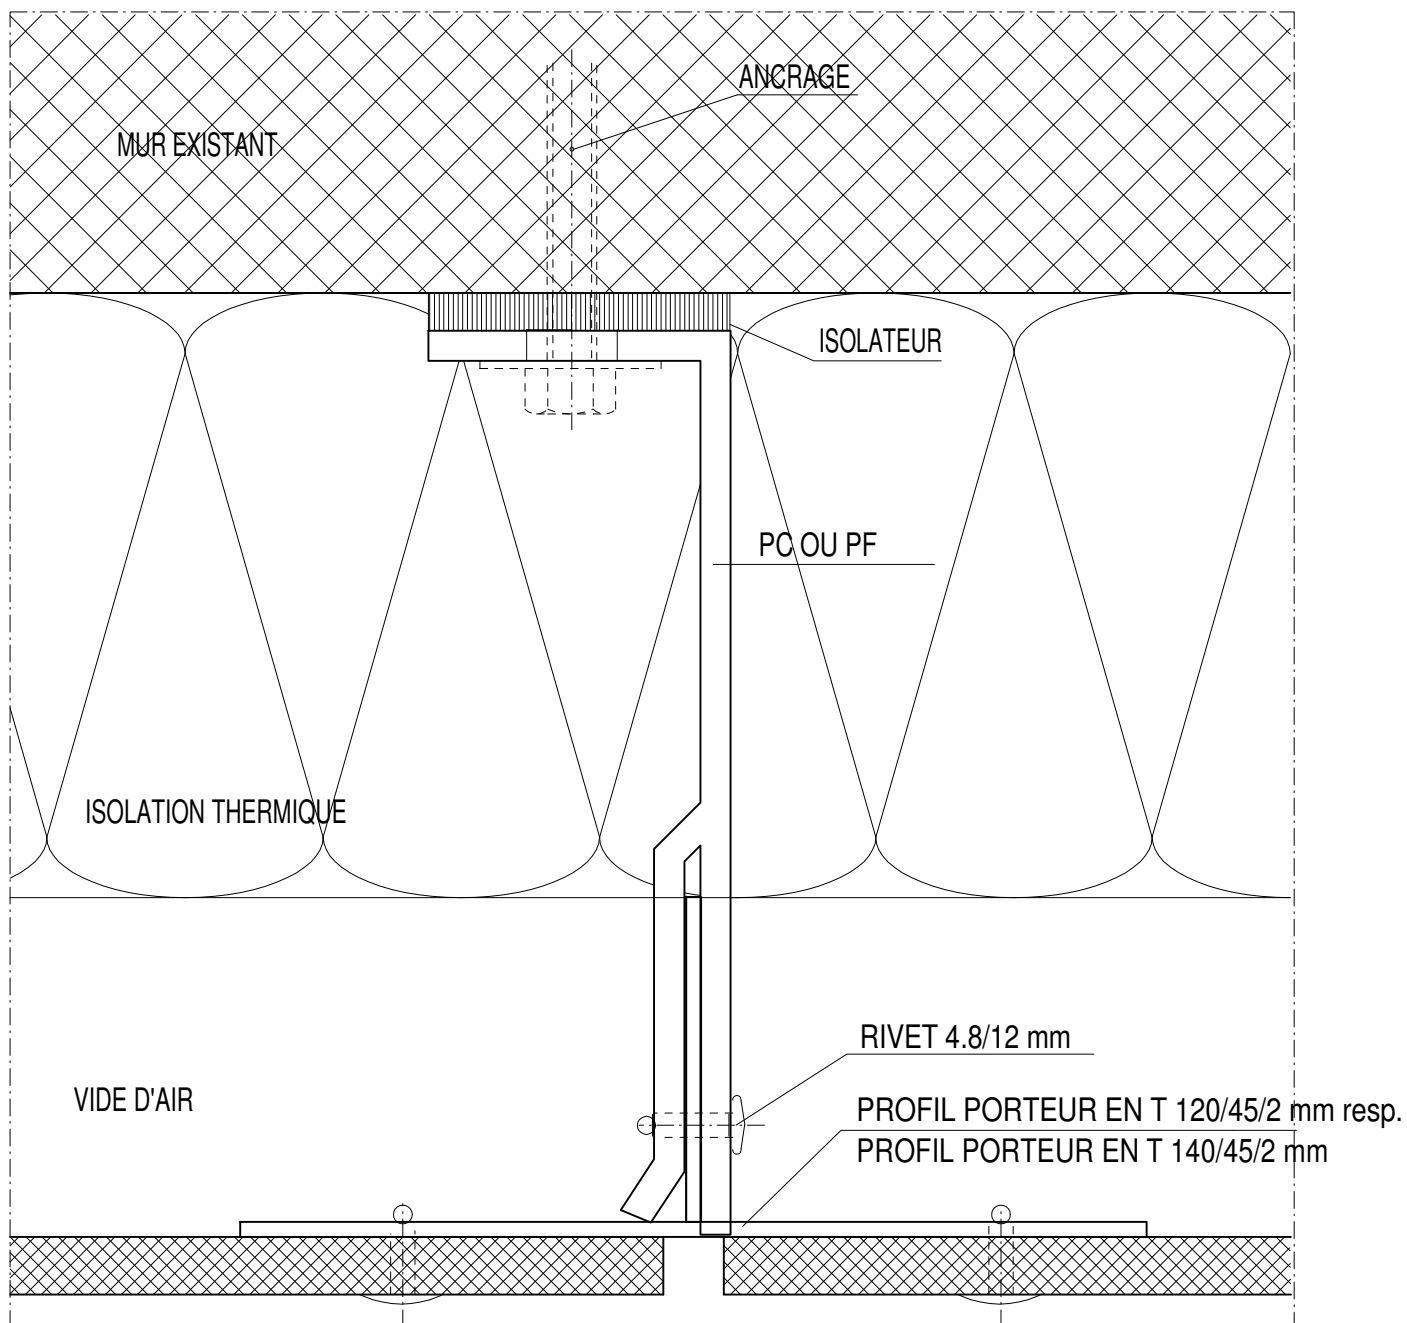 ANCRAGE
MUR EXISTANT
ISOLATEUR
PC OU PF
ISOLATION THERMIQUE
RIVET 4.8/12 mm
VIDE D'AIR
PROFIL PORTEUR EN T 120/45/2 mm resp.
PROFIL PORTEUR EN T 140/45/2 mm